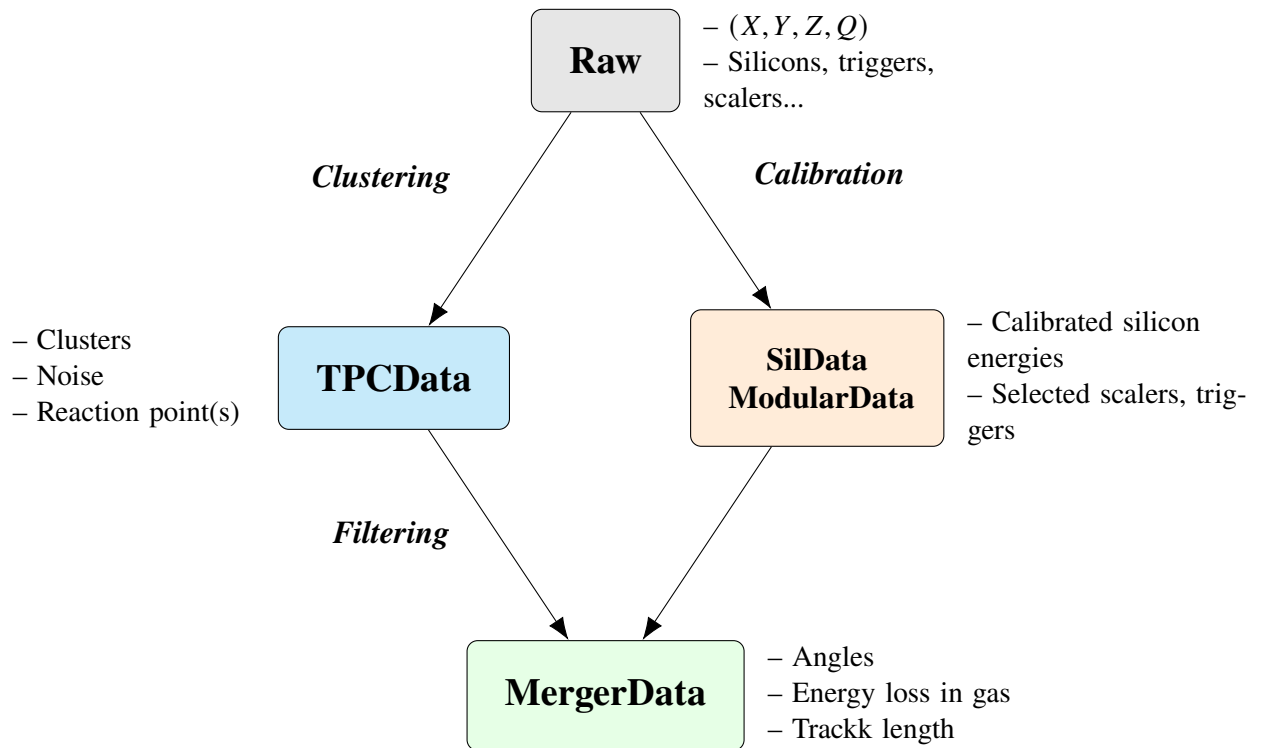 Raw
– (X, Y, Z, Q)
– Silicons, triggers,
scalers...
Clustering
Calibration
– Clusters
– Noise
– Reaction point(s)
TPCData
SilData
ModularData
– Calibrated silicon
energies
– Selected scalers, trig-
gers
Filtering
MergerData
– Angles
– Energy loss in gas
– Trackk length